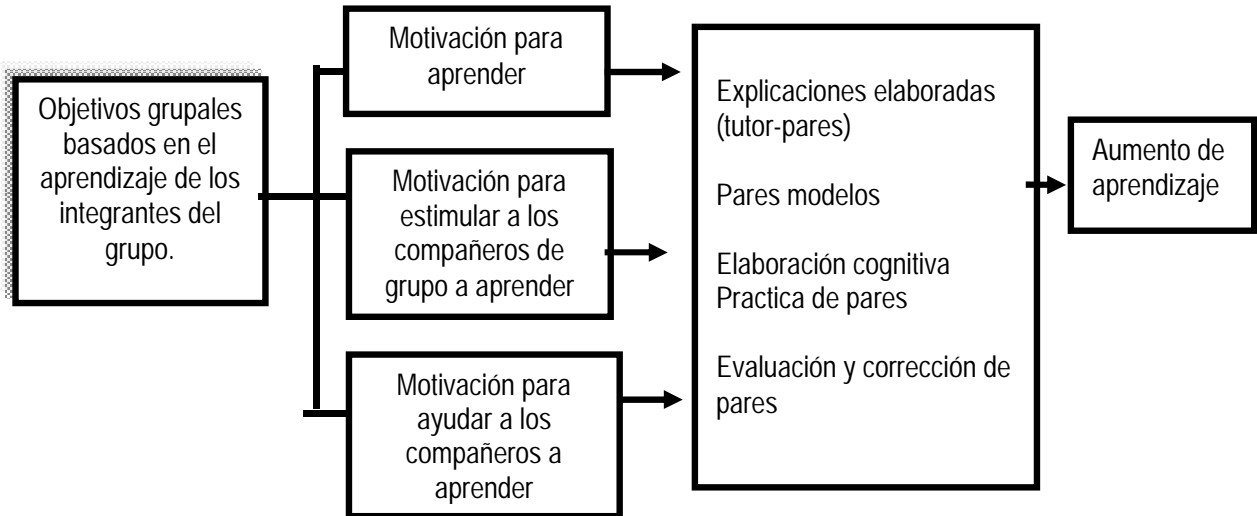 Objetivos grupales
basados en el
aprendizaje de los
integrantes del
grupo.
Motivación para
aprender
Motivación para
estimular a los
compañeros de
grupo a aprender
Motivación para
ayudar a los
compañeros a
aprender
Explicaciones elaboradas
(tutor-pares)
Pares modelos
Elaboración cognitiva
Practica de pares
Evaluación y corrección de
pares
Aumento de
aprendizaje